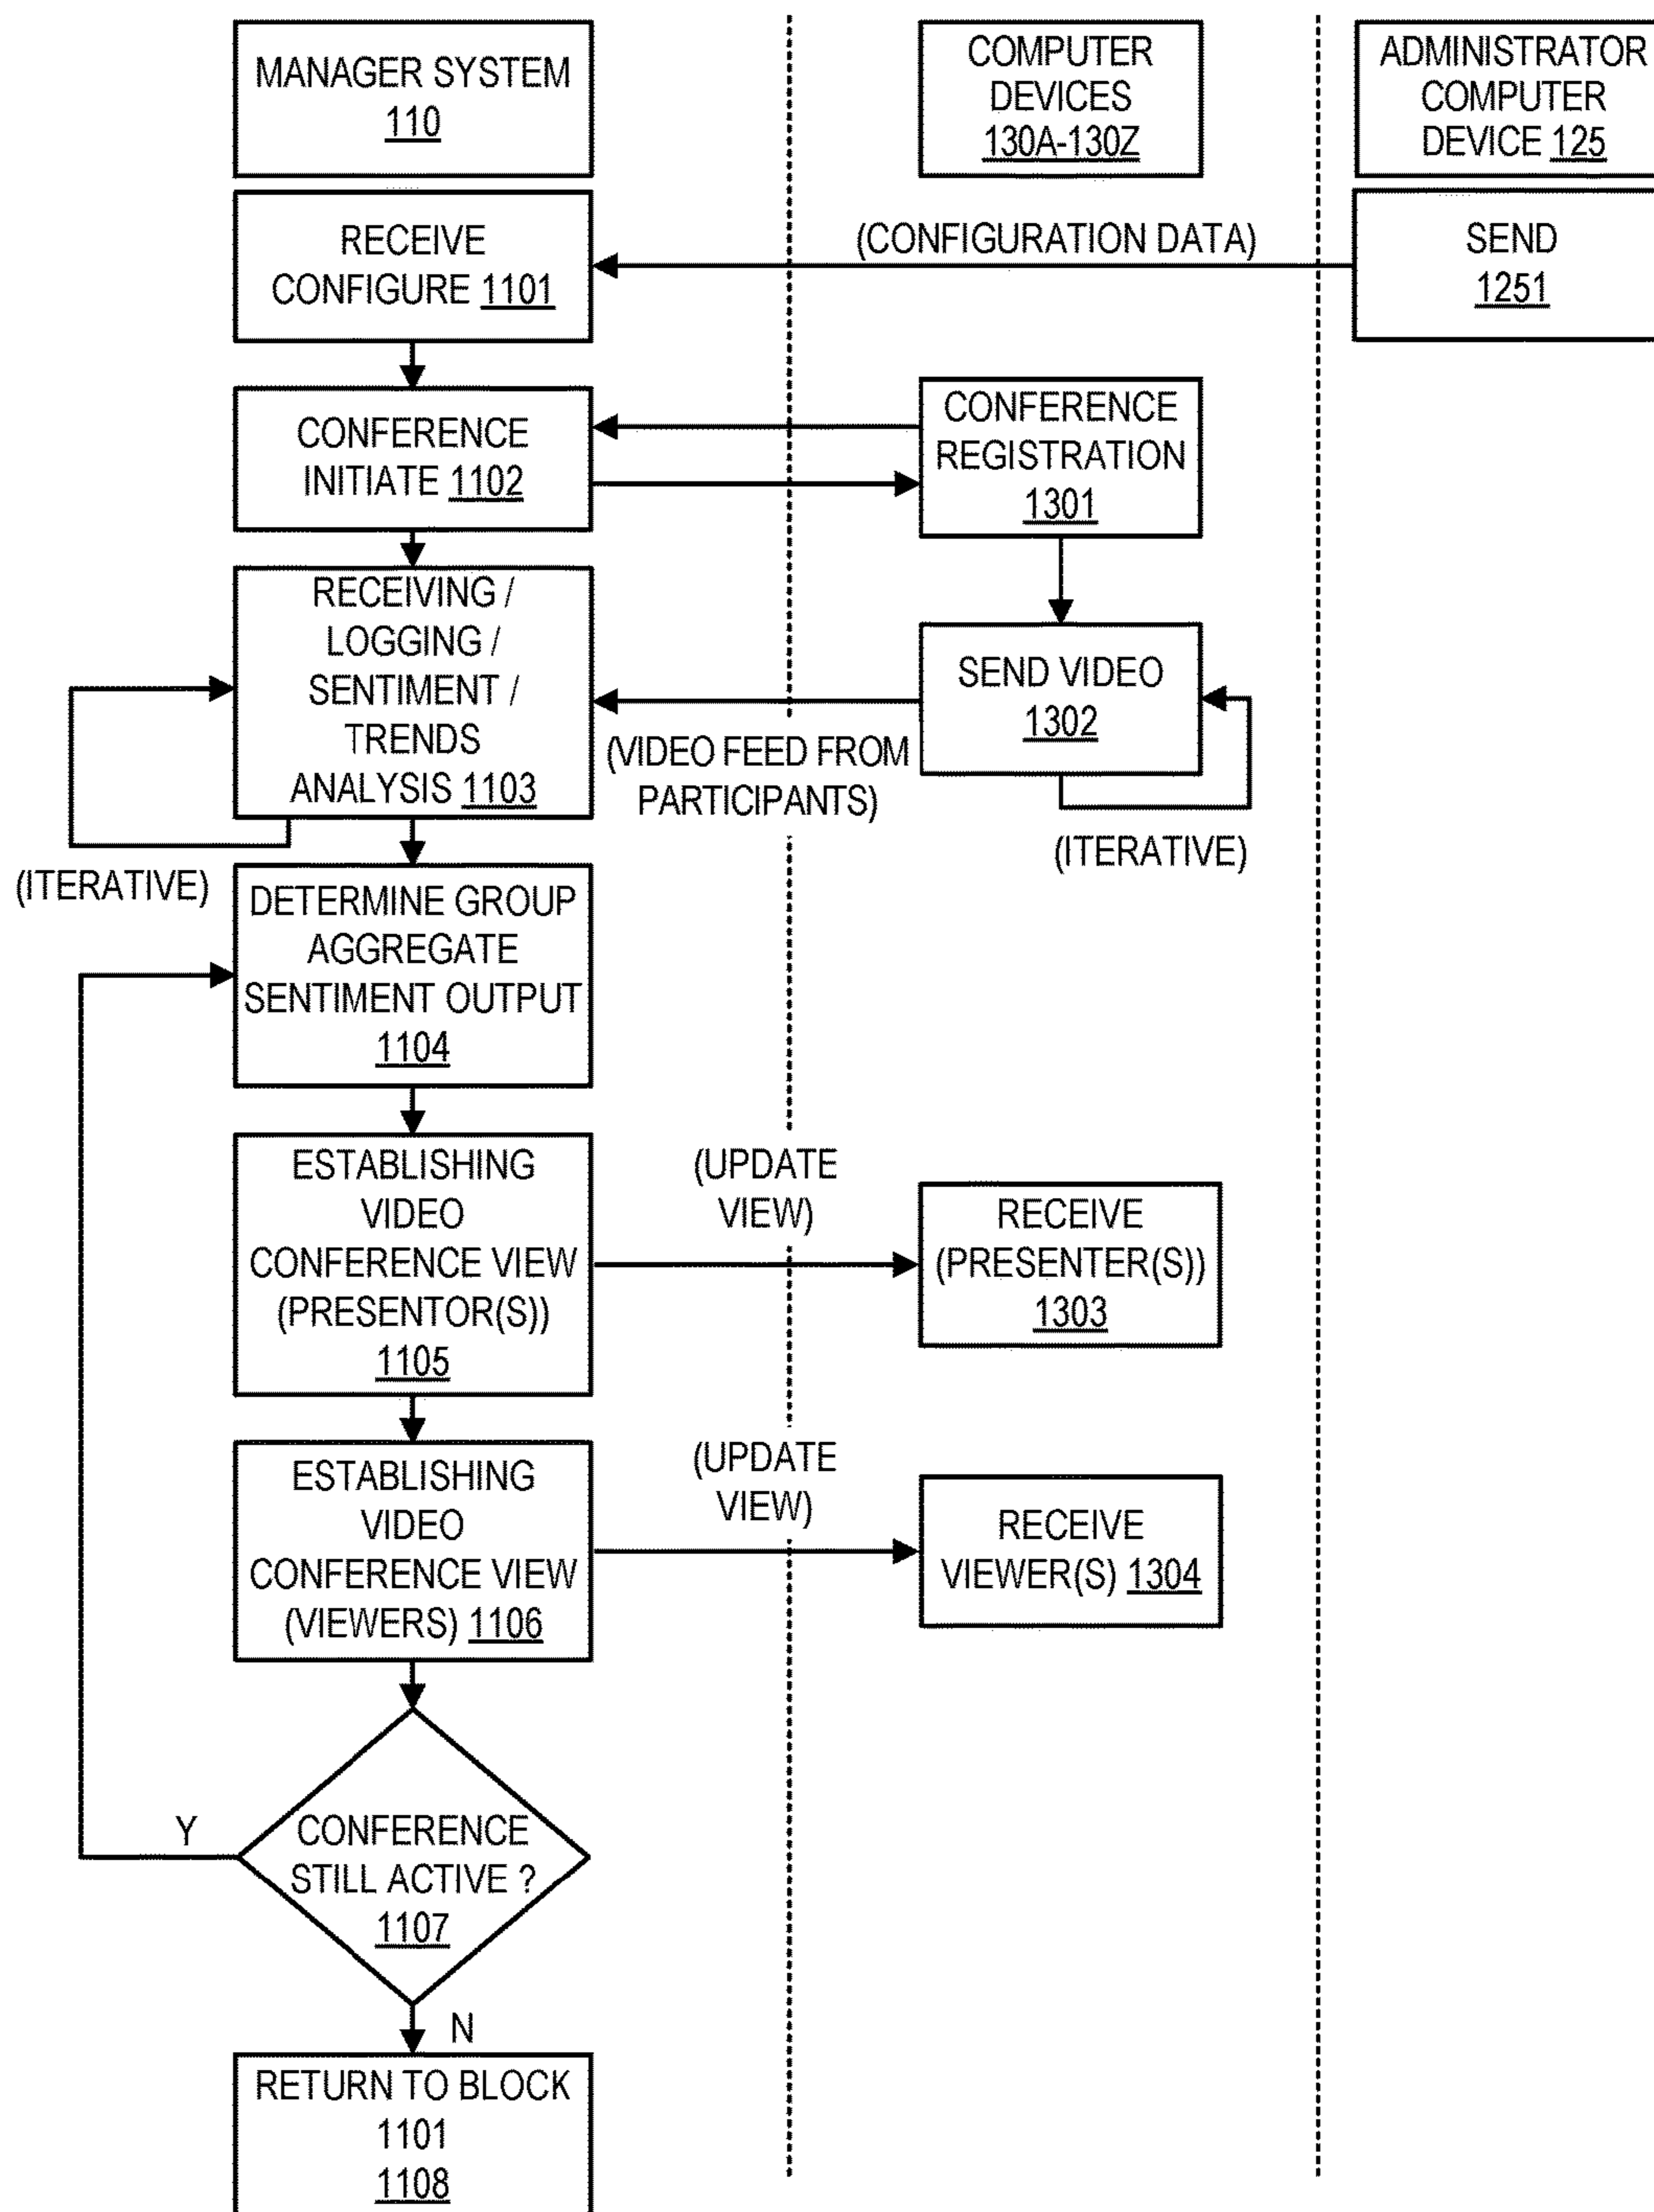 MANAGER SYSTEM
110
COMPUTER
DEVICES
130A-130Z
ADMINISTRATOR
COMPUTER
DEVICE 125
RECEIVE
CONFIGURE 1101
(CONFIGURATION DATA)
SEND
1251
CONFERENCE
INITIATE 1102
CONFERENCE
REGISTRATION
1301
RECEIVING /
LOGGING /
SENTIMENT /
TRENDS
ANALYSIS 1103
SEND VIDEO
1302
(VIDEO FEED FROM
PARTICIPANTS)
(ITERATIVE)
(ITERATIVE)
DETERMINE GROUP
AGGREGATE
SENTIMENT OUTPUT
1104
ESTABLISHING
VIDEO
CONFERENCE VIEW
(PRESENTOR(S))
1105
(UPDATE
VIEW)
RECEIVE
(PRESENTER(S))
1303
ESTABLISHING
VIDEO
CONFERENCE VIEW
(VIEWERS) 1106
(UPDATE
VIEW)
RECEIVE
VIEWER(S) 1304
Y
CONFERENCE
STILL ACTIVE ?
1107
N
RETURN TO BLOCK
1101
1108